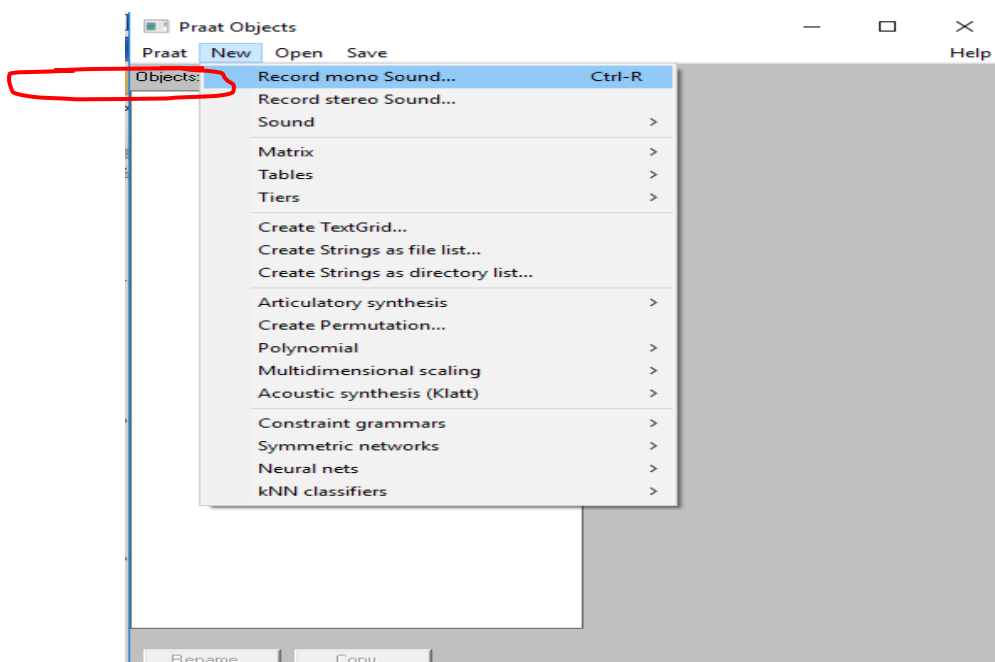 Praat Objects
Praat New Open Save Help
Objects:
Record mono Sound... Ctrl-R
Record stereo Sound...
Sound >
Matrix >
Tables >
Tiers >
Create TextGrid...
Create Strings as file list...
Create Strings as directory list...
Articulatory synthesis >
Create Permutation...
Polynomial >
Multidimensional scaling >
Acoustic synthesis (Klatt) >
Constraint grammars >
Symmetric networks >
Neural nets >
kNN classifiers >
Rename... Copy...